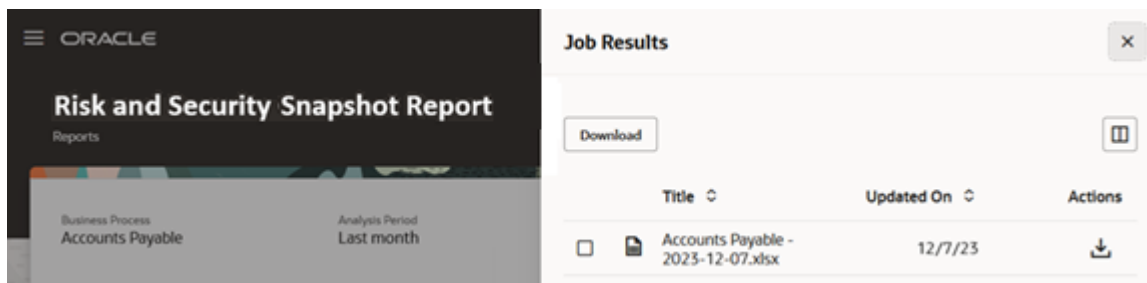 ORACLE
Risk and Security Snapshot Report
Reports
Business Process
Accounts Payable
Analysis Period
Last month
Job Results
Download
Title
Updated On
Actions
Accounts Payable -
2023-12-07.xlsx
12/7/23